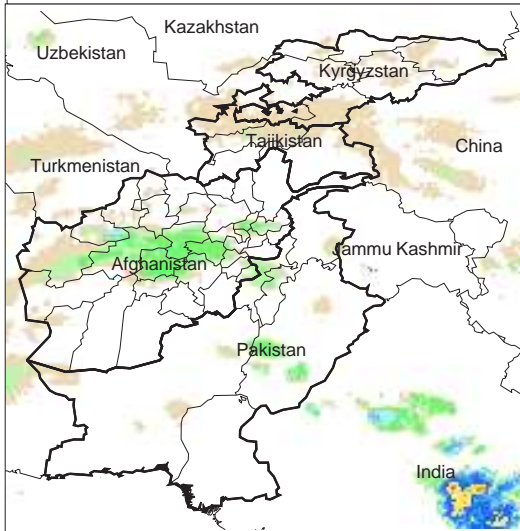 Kazakhstan
Uzbekistan
Kyrgyzstan
Tajikistan
China
Turkmenistan
Jammu Kashmir
Afghanistan
Pakistan
India